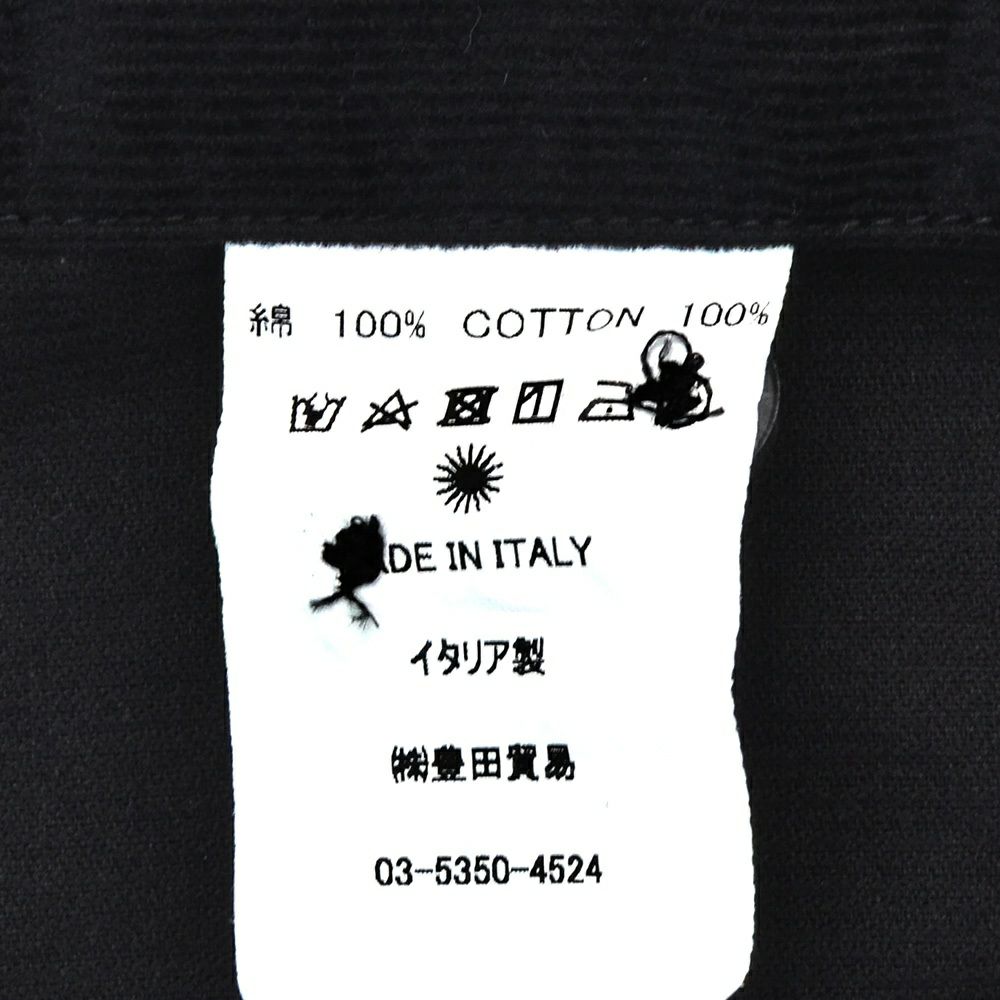 綿 100% COTTON 100%
ADE IN ITALY
イタリア製
㈱豊田貿易
03-5350-4524